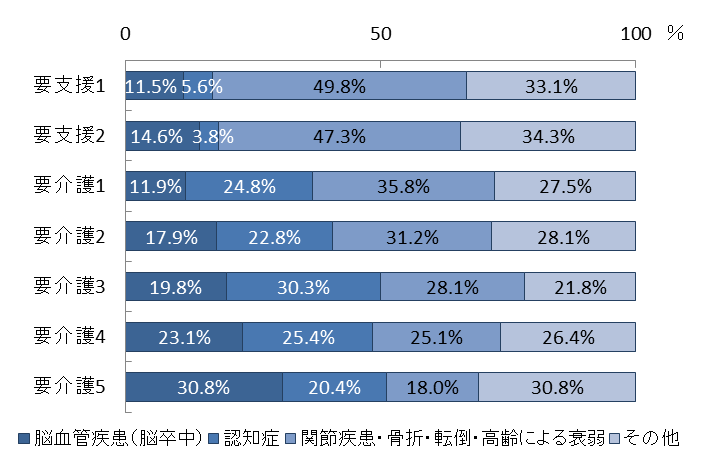 0 50 100 %
要支援1 11.5% 5.6% 49.8% 33.1%
要支援2 14.6% 3.8% 47.3% 34.3%
要介護1 11.9% 24.8% 35.8% 27.5%
要介護2 17.9% 22.8% 31.2% 28.1%
要介護3 19.8% 30.3% 28.1% 21.8%
要介護4 23.1% 25.4% 25.1% 26.4%
要介護5 30.8% 20.4% 18.0% 30.8%
脳血管疾患(脳卒中) 認知症 関節疾患・骨折・転倒・高齢による衰弱 その他